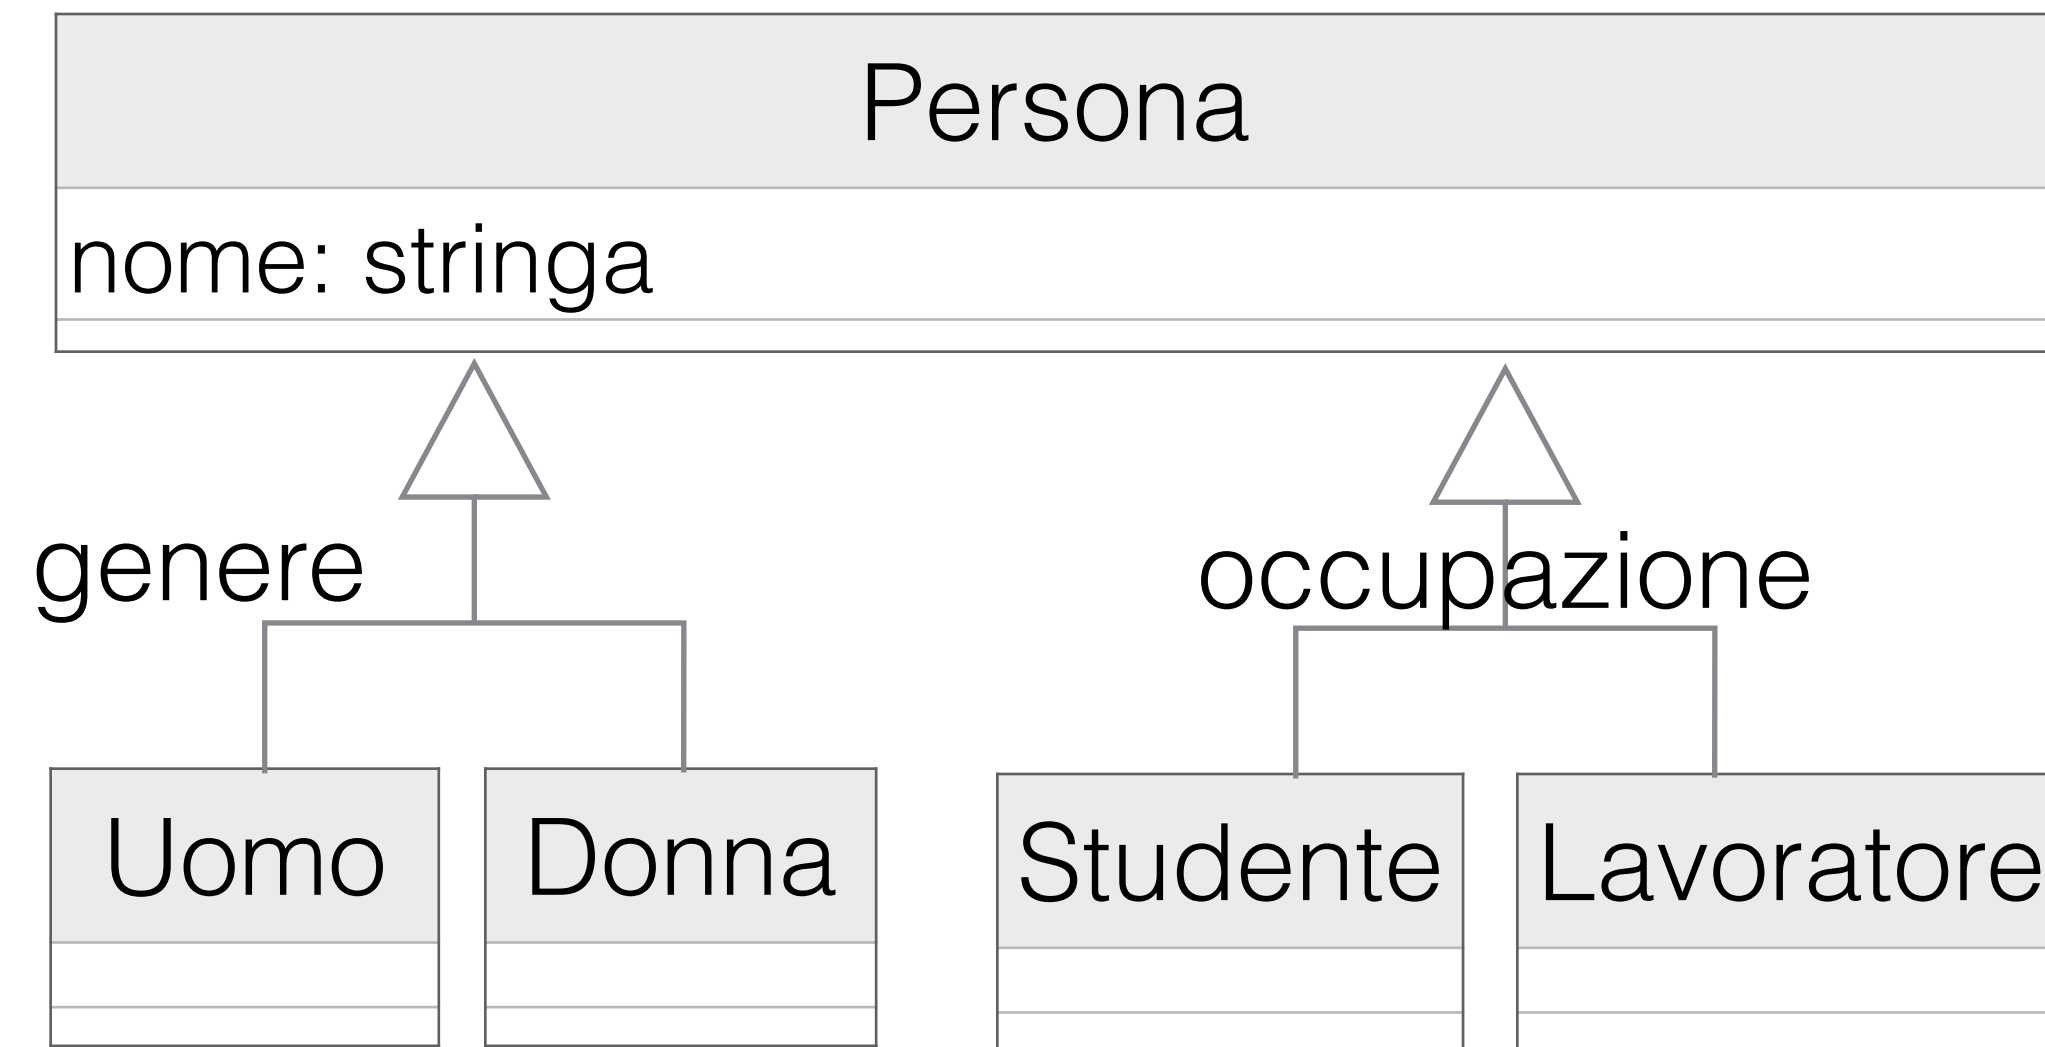 Persona
nome: stringa
genere
occupazione
Uomo
Donna
Studente
Lavoratore